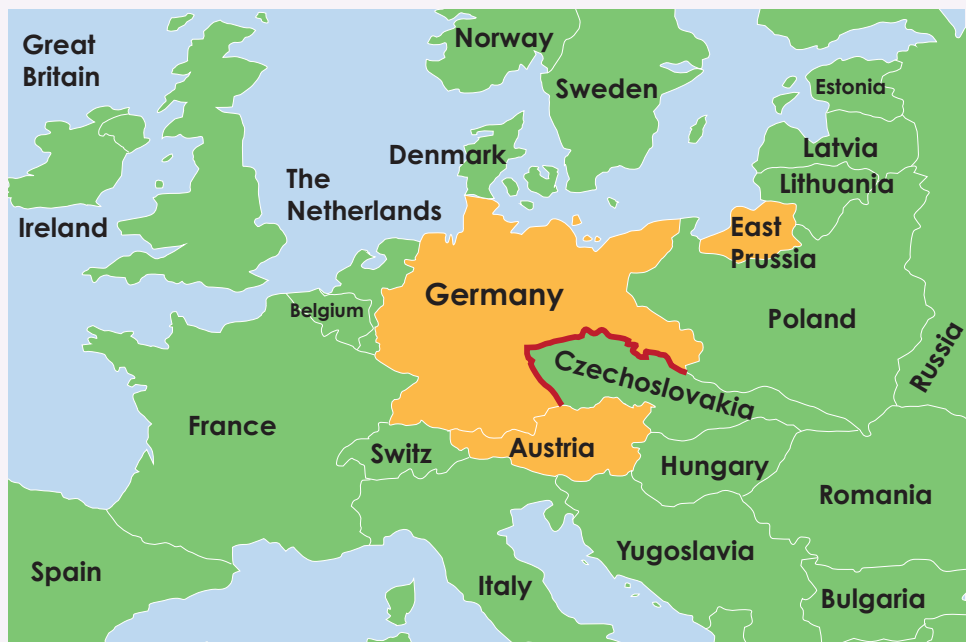 Norway
Great
Britain
Sweden
Estonia
Denmark
Latvia
The
Netherlands
Lithuania
Ireland
East
Prussia
Germany
Belgium
Poland
Russia
Czechoslovakia
France
Switz
Austria
Hungary
Romania
Yugoslavia
Spain
Italy
Bulgaria